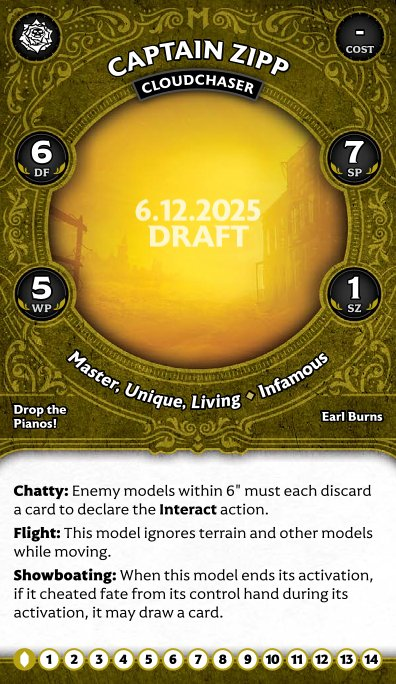 M
CAPTAIN ZIPP
CLOUDCHASER
-
COST
6
DF
7
SP
6.12.2025
DRAFT
5
WP
1
SZ
Master, Unique, Living ♦ Infamous
Drop the
Pianos!
Earl Burns
Chatty: Enemy models within 6" must each discard
a card to declare the Interact action.
Flight: This model ignores terrain and other models
while moving.
Showboating: When this model ends its activation,
if it cheated fate from its control hand during its
activation, it may draw a card.
1 2 3 4 5 6 7 8 9 10 11 12 13 14